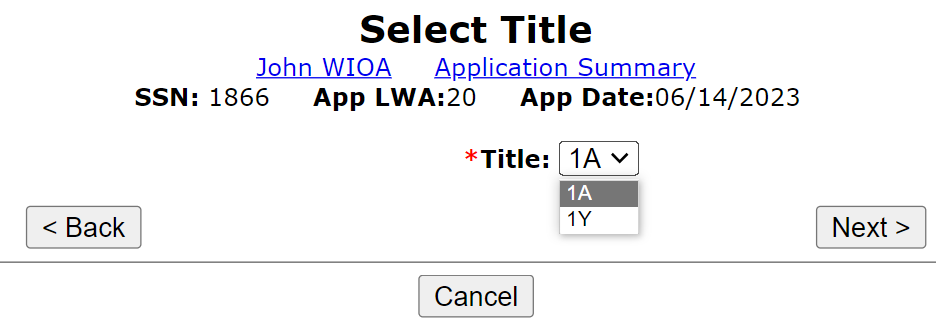 Select Title
John WIOA Application Summary
SSN: 1866 App LWA:20 App Date:06/14/2023
*Title: 1A
1A
1Y
< Back Next >
Cancel